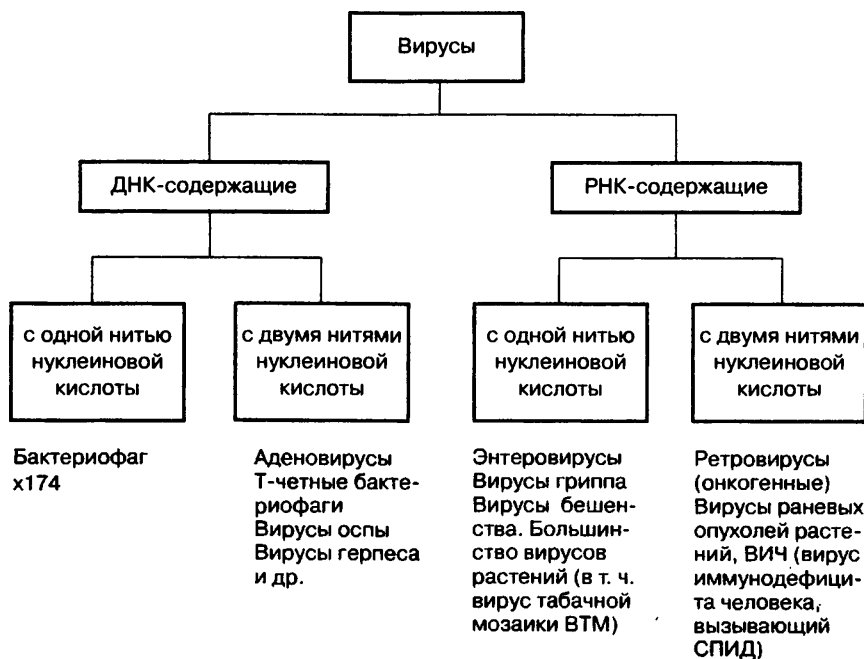 Вирусы
ДНК-содержащие
РНК-содержащие
с одной нитью
нуклеиновой
кислоты
с двумя нитями
нуклеиновой
кислоты
с одной нитью
нуклеиновой
кислоты
с двумя нитями
нуклеиновой
кислоты
Бактериофаг
х174
Аденовирусы
Т-четные бакте-
риофаги
Вирусы оспы
Вирусы герпеса
и др.
Энтеровирусы
Вирусы гриппа
Вирусы бешен-
ства. Большин-
ство вирусов
растений (в т. ч.
вирус табачной
мозаики ВТМ)
Ретровирусы
(онкогенные)
Вирусы раневых
опухолей расте-
ний, ВИЧ (вирус
иммунодефици-
та человека,
вызывающий
СПИД)